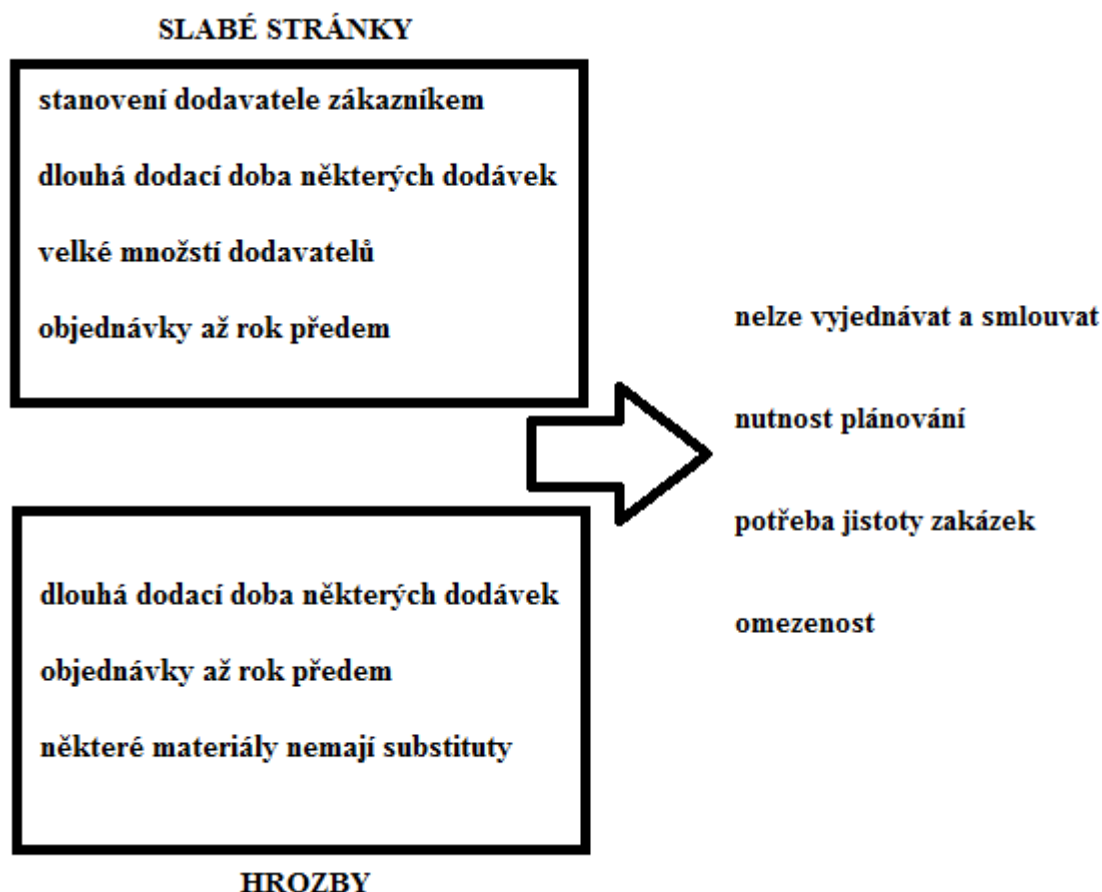 SLABÉ STRÁNKY
stanovení dodavatele zákazníkem
dlouhá dodací doba některých dodávek
velké množstí dodavatelů
objednávky až rok předem
nelze vyjednávat a smlouvat
nutnost plánování
potřeba jistoty zakázek
omezenost
dlouhá dodací doba některých dodávek
objednávky až rok předem
některé materiály nemají substituty
HROZBY